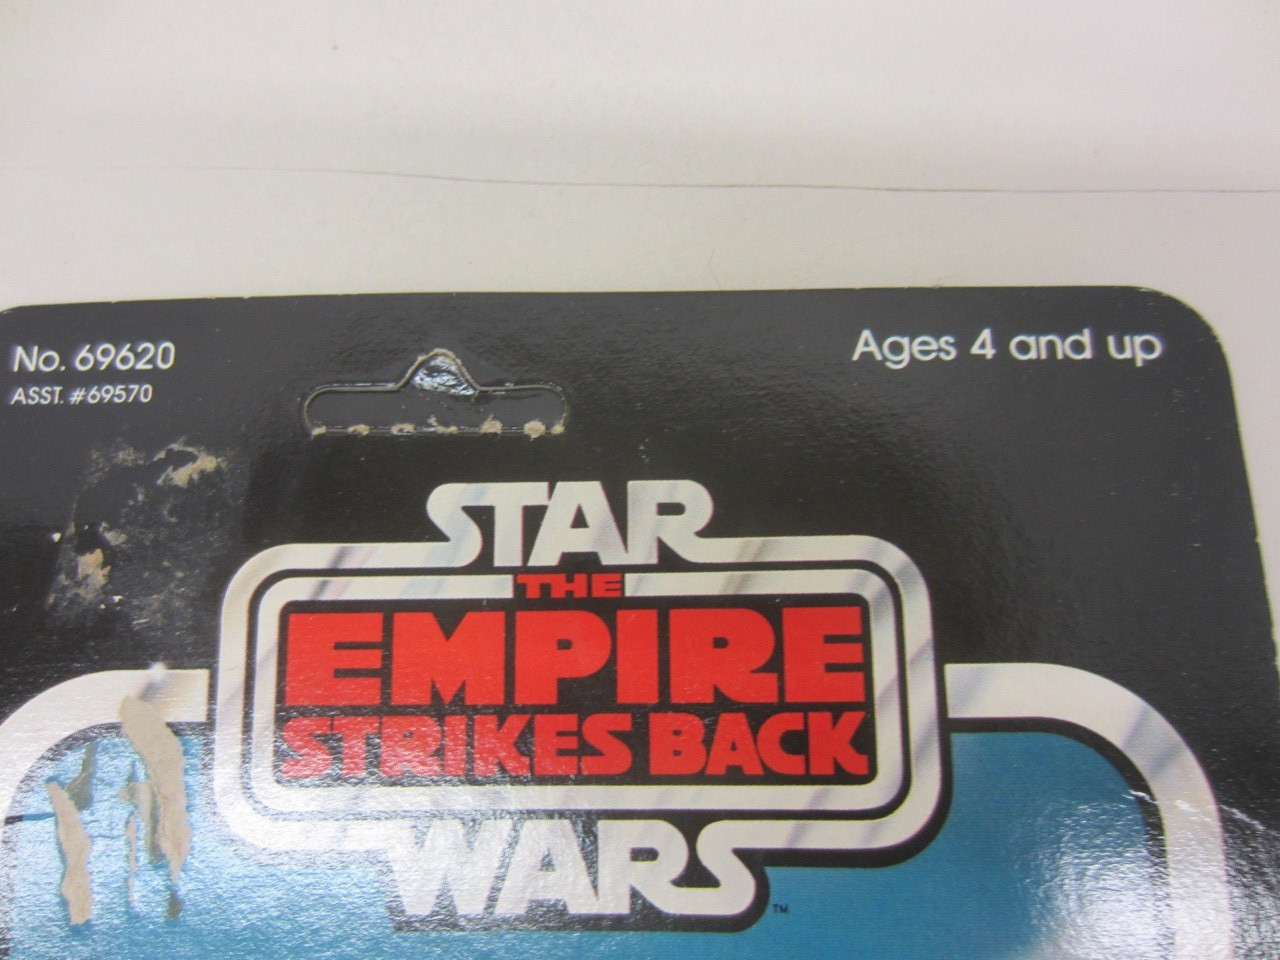 No. 69620
ASST. #69570
Ages 4 and up
STAR
THE
EMPIRE
STRIKES BACK
WARS
TM